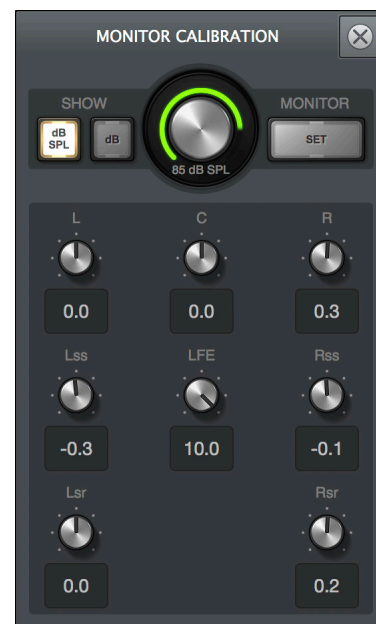 MONITOR CALIBRATION
SHOW
MONITOR
dB
SPL
dB
SET
85 dB SPL
L
C
R
0.0
0.0
0.3
Lss
LFE
Rss
-0.3
10.0
-0.1
Lsr
Rsr
0.0
0.2